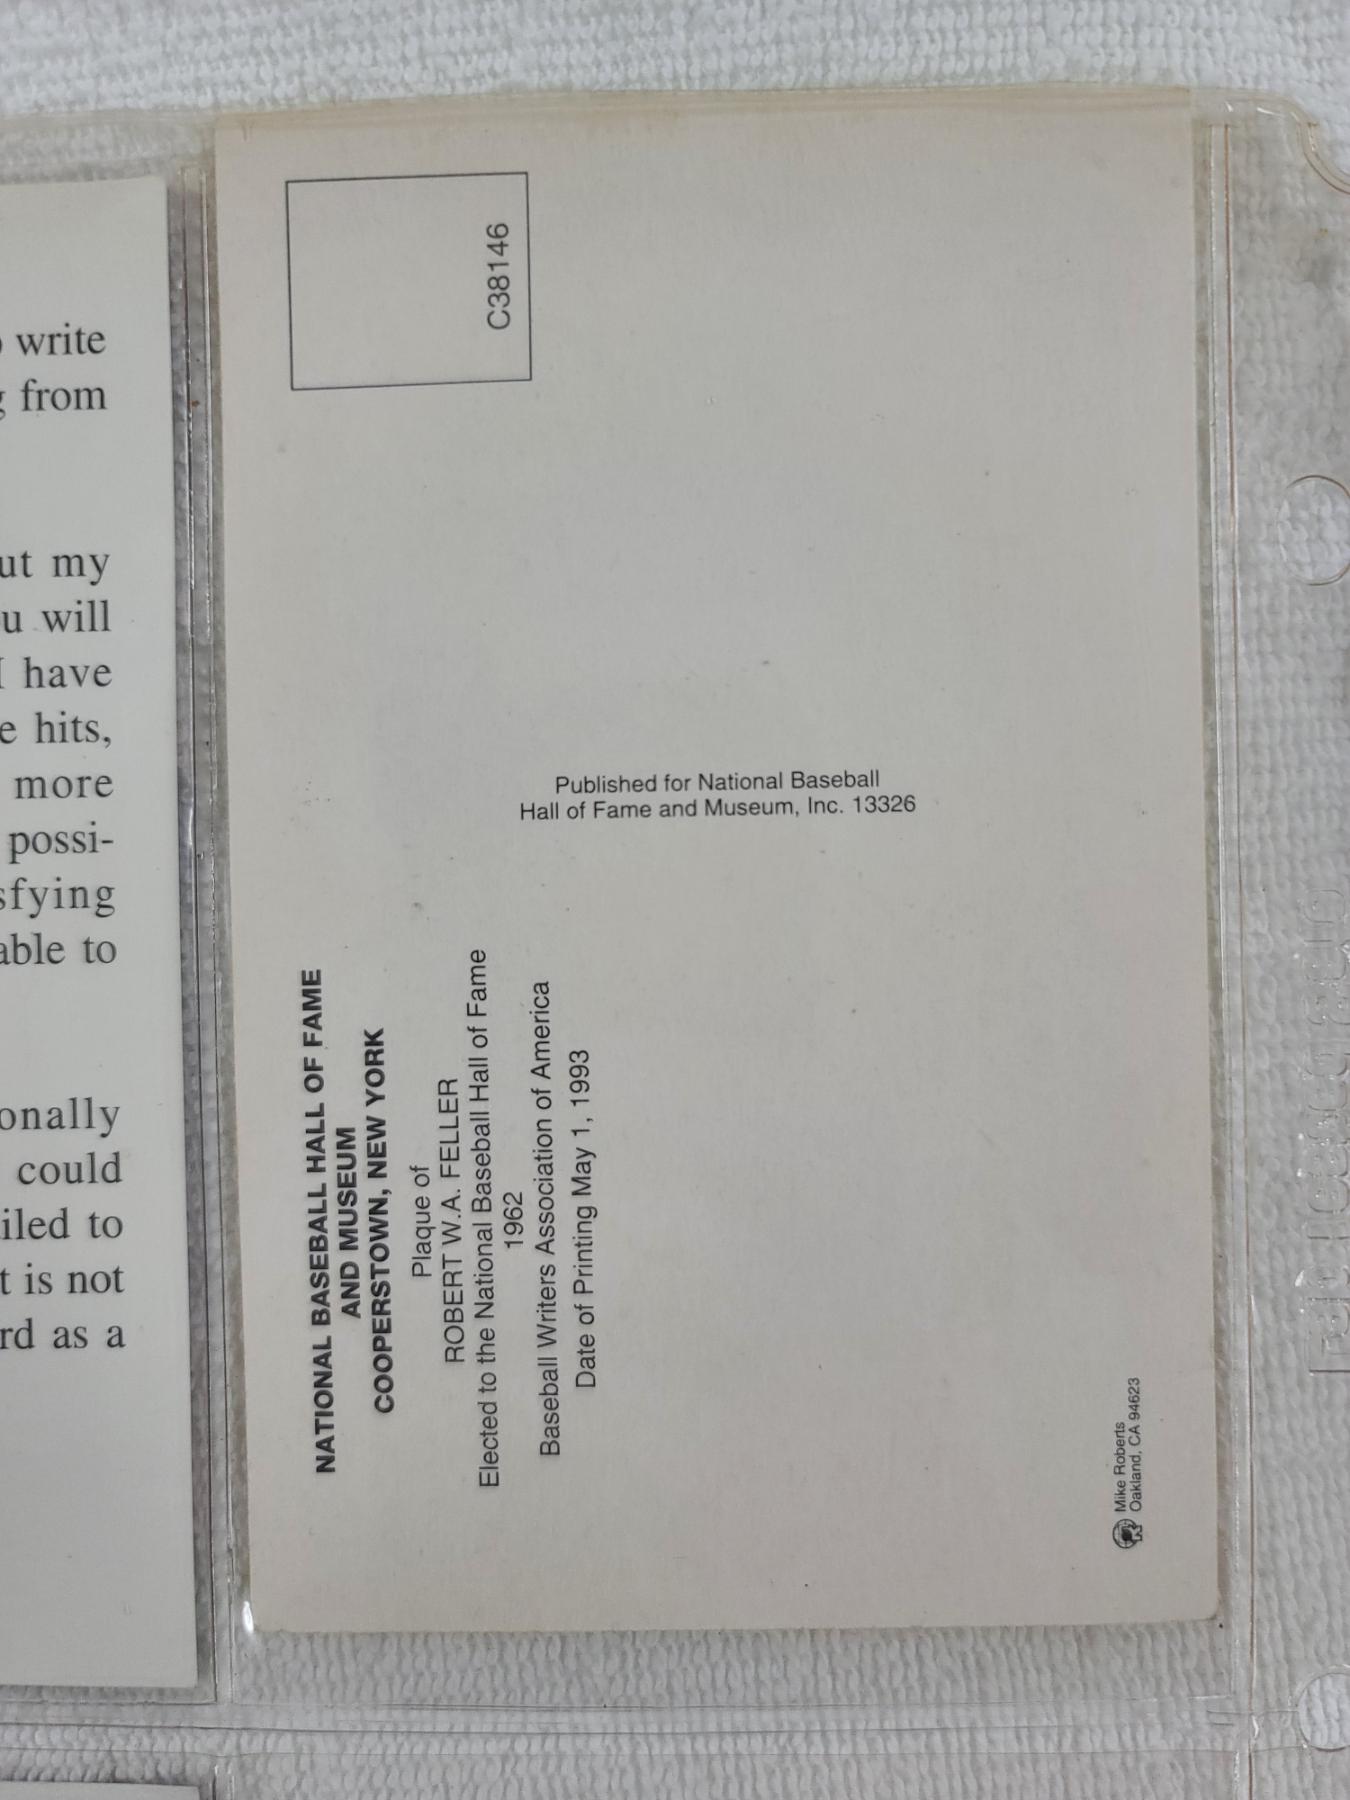 write
from
ut my
u will
I have
e hits,
more
possi-
sfying
able to
onally
could
iled to
t is not
rd as a
C38146
NATIONAL BASEBALL HALL OF FAME
AND MUSEUM
COOPERSTOWN, NEW YORK
Plaque of
ROBERT W.A. FELLER
Elected to the National Baseball Hall of Fame
1962
Baseball Writers Association of America
Date of Printing May 1, 1993
Published for National Baseball
Hall of Fame and Museum, Inc. 13326
Mike Roberts
Oakland, CA 94623